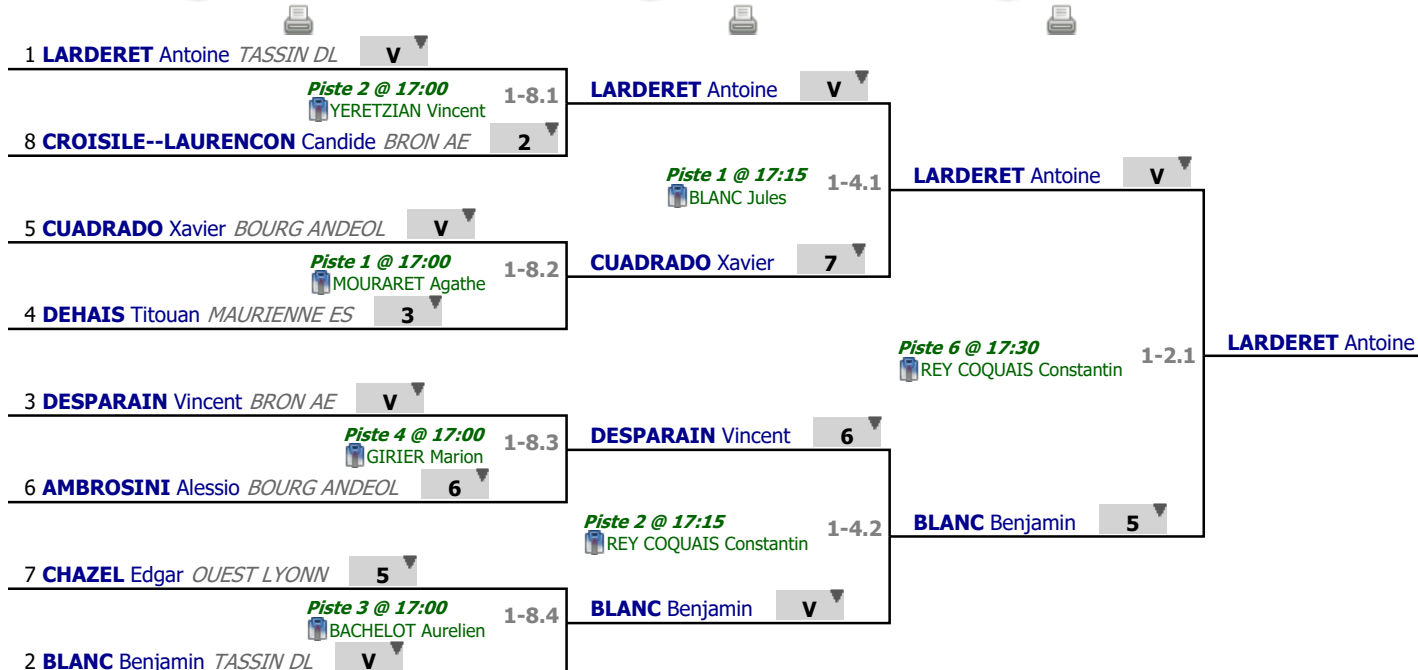 1 LARDERET Antoine TASSIN DL V
Piste 2 @ 17:00
YERETZIAN Vincent
1-8.1
8 CROISILE--LAURENCON Candide BRON AE 2
5 CUADRADO Xavier BOURG ANDEOL V
Piste 1 @ 17:00
MOURARET Agathe
1-8.2
4 DEHAIS Titouan MAURIENNE ES 3
3 DESPARAIN Vincent BRON AE V
Piste 4 @ 17:00
GIRIER Marion
1-8.3
6 AMBROSINI Alessio BOURG ANDEOL 6
7 CHAZEL Edgar OUEST LYONN 5
Piste 3 @ 17:00
BACHELOT Aurelien
1-8.4
2 BLANC Benjamin TASSIN DL V
LARDERET Antoine V
Piste 1 @ 17:15
BLANC Jules
1-4.1
CUADRADO Xavier 7
DESPARAIN Vincent 6
Piste 2 @ 17:15
REY COQUAIS Constantin
1-4.2
BLANC Benjamin V
LARDERET Antoine V
Piste 6 @ 17:30
REY COQUAIS Constantin
1-2.1
BLANC Benjamin 5
LARDERET Antoine